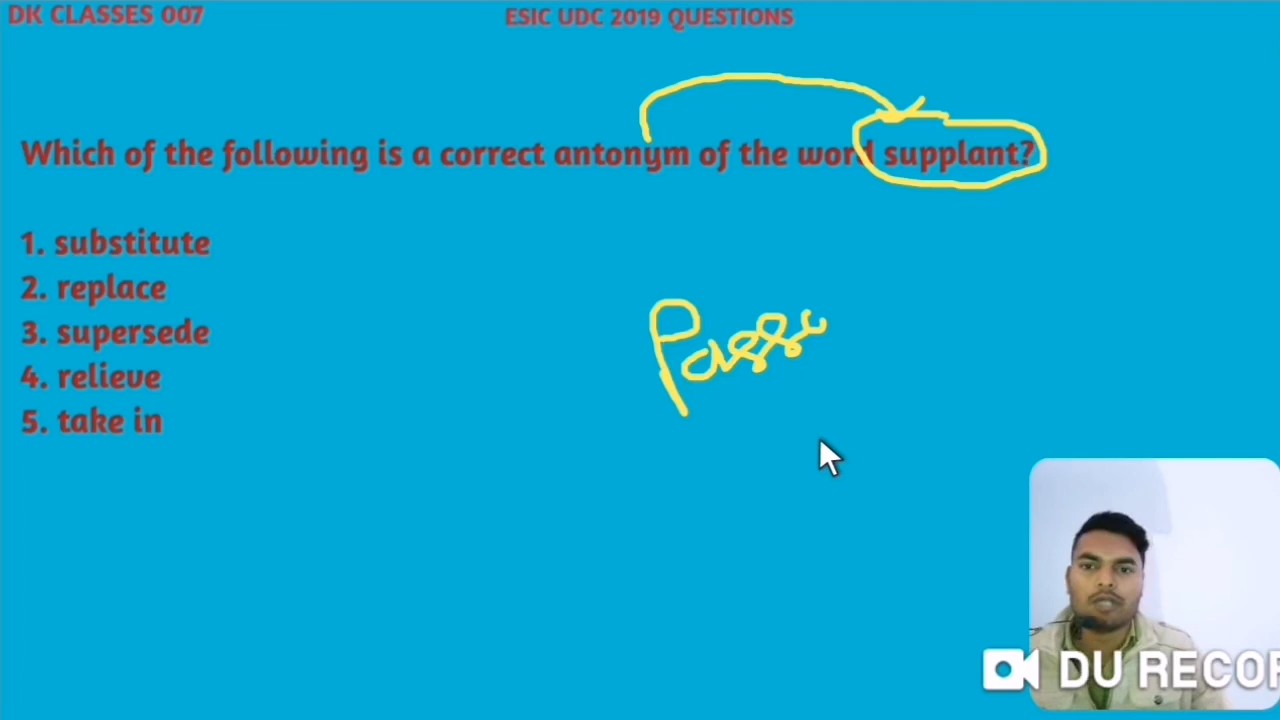 DK CLASSES 007
ESIC UDC 2019 QUESTIONS
Which of the following is a correct antonym of the word supplant?
1. substitute
2. replace
3. supersede
4. relieve
5. take in
DU RECOR